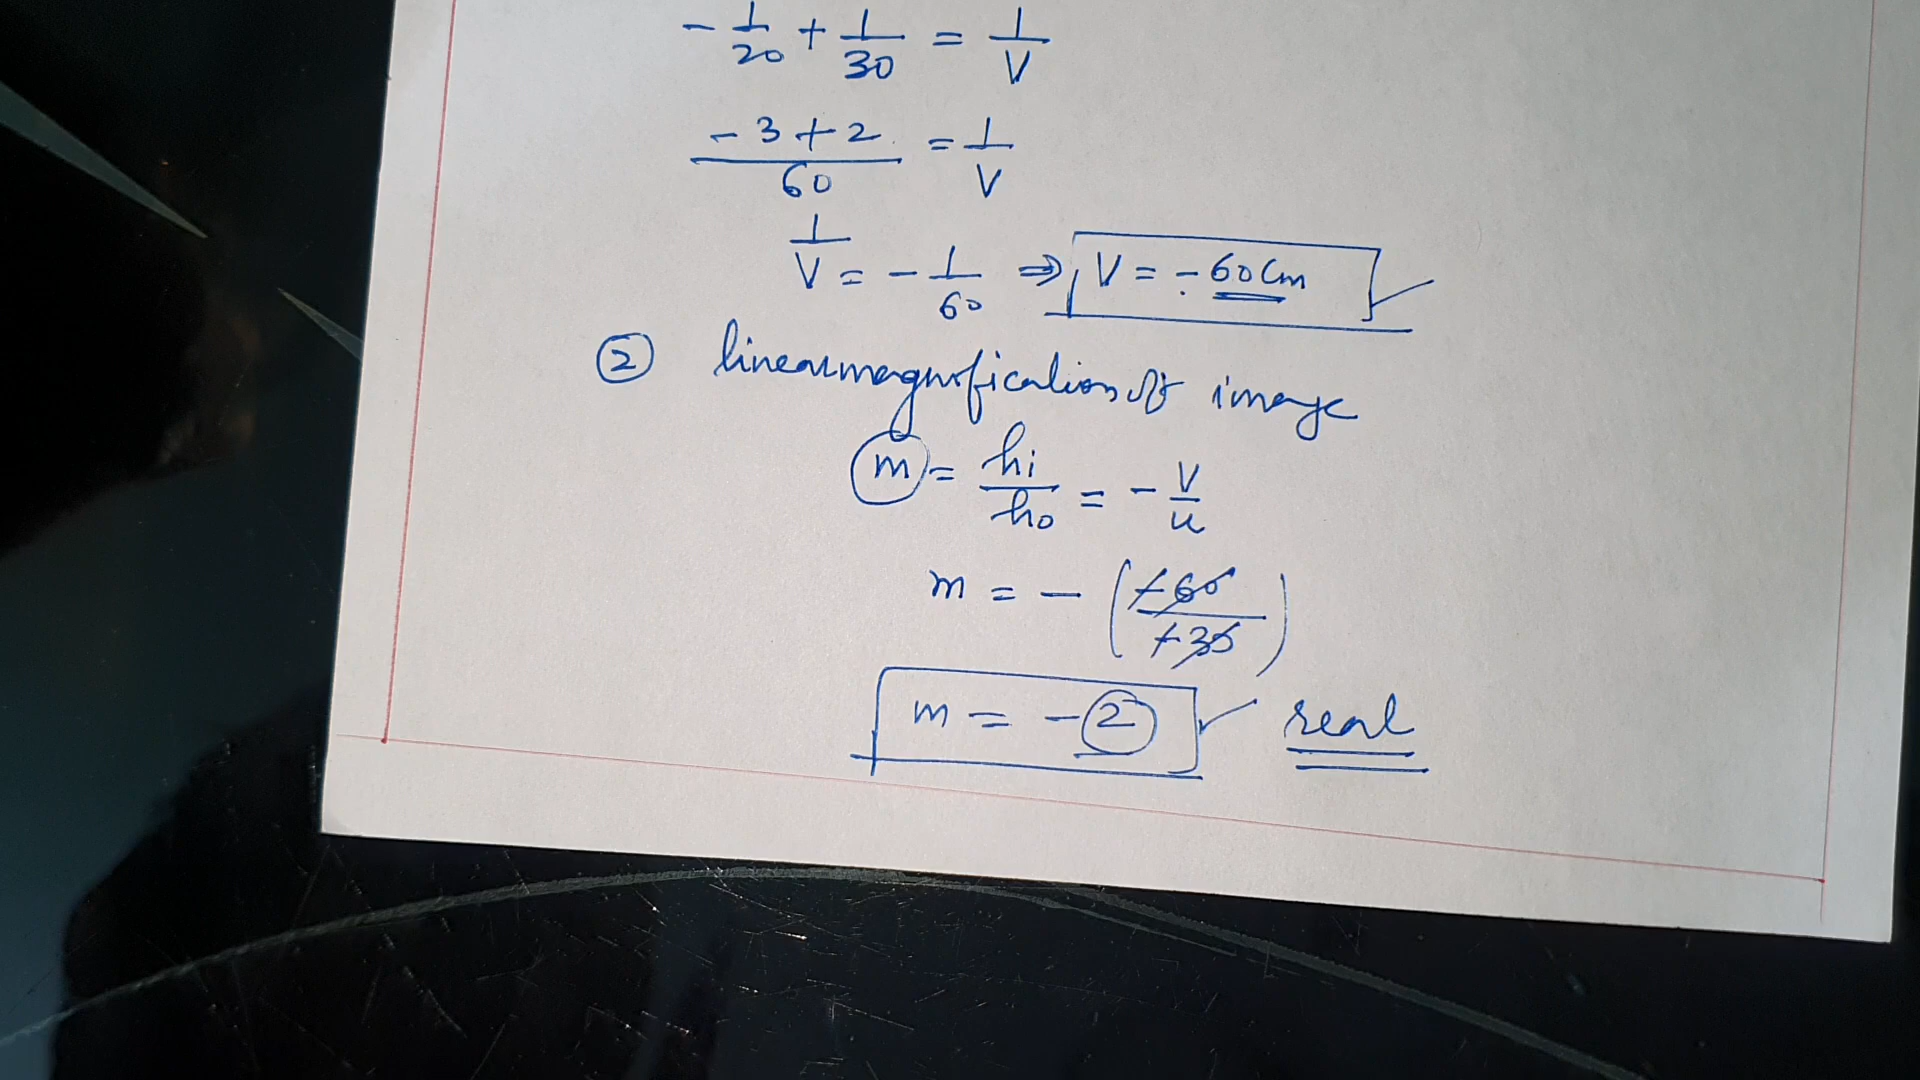 - 1/20 + 1/30 = 1/V
- 3 + 2 / 60 = 1/V
1/V = - 1/60 ⇒ V = - 60 Cm
② linear magnification of image
m = hi/ho = - V/u
m = - (-60/-30)
m = -2 real